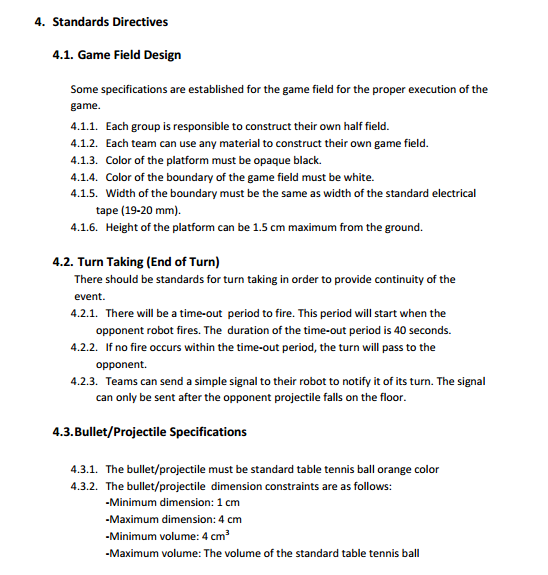 4. Standards Directives
4.1. Game Field Design
Some specifications are established for the game field for the proper execution of the
game.
4.1.1. Each group is responsible to construct their own half field.
4.1.2. Each team can use any material to construct their own game field.
4.1.3. Color of the platform must be opaque black.
4.1.4. Color of the boundary of the game field must be white.
4.1.5. Width of the boundary must be the same as width of the standard electrical
tape (19-20 mm).
4.1.6. Height of the platform can be 1.5 cm maximum from the ground.
4.2. Turn Taking (End of Turn)
There should be standards for turn taking in order to provide continuity of the
event.
4.2.1. There will be a time-out period to fire. This period will start when the
opponent robot fires. The duration of the time-out period is 40 seconds.
4.2.2. If no fire occurs within the time-out period, the turn will pass to the
opponent.
4.2.3. Teams can send a simple signal to their robot to notify it of its turn. The signal
can only be sent after the opponent projectile falls on the floor.
4.3.Bullet/Projectile Specifications
4.3.1. The bullet/projectile must be standard table tennis ball orange color
4.3.2. The bullet/projectile dimension constraints are as follows:
-Minimum dimension: 1 cm
-Maximum dimension: 4 cm
-Minimum volume: 4 cm³
-Maximum volume: The volume of the standard table tennis ball